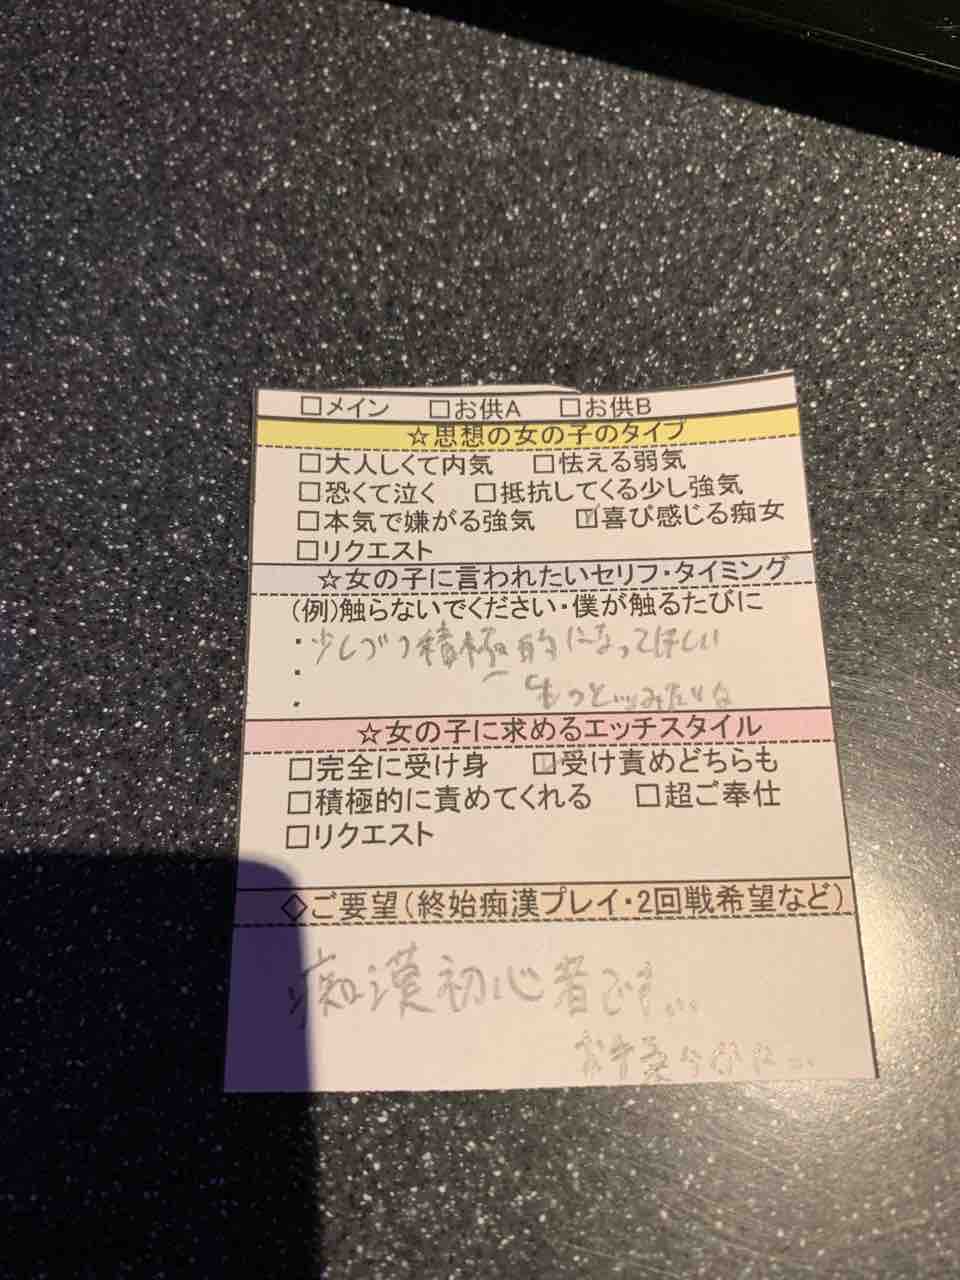 □メイン □お供A □お供B
☆思想の女の子のタイプ
□大人しくて内気 □怯える弱気
□恐くて泣く □抵抗してくる少し強気
□本気で嫌がる強気 ☑喜び感じる痴女
□リクエスト
☆女の子に言われたいセリフ・タイミング
(例)触らないでください・僕が触るたびに
・少しづつ積極的になってほしい
・
もっと…みたいな
・
☆女の子に求めるエッチスタイル
□完全に受け身 ☑受け責めどちらも
□積極的に責めてくれる □超ご奉仕
□リクエスト
◇ご要望(終始痴漢プレイ・2回戦希望など)
痴漢初心者です…